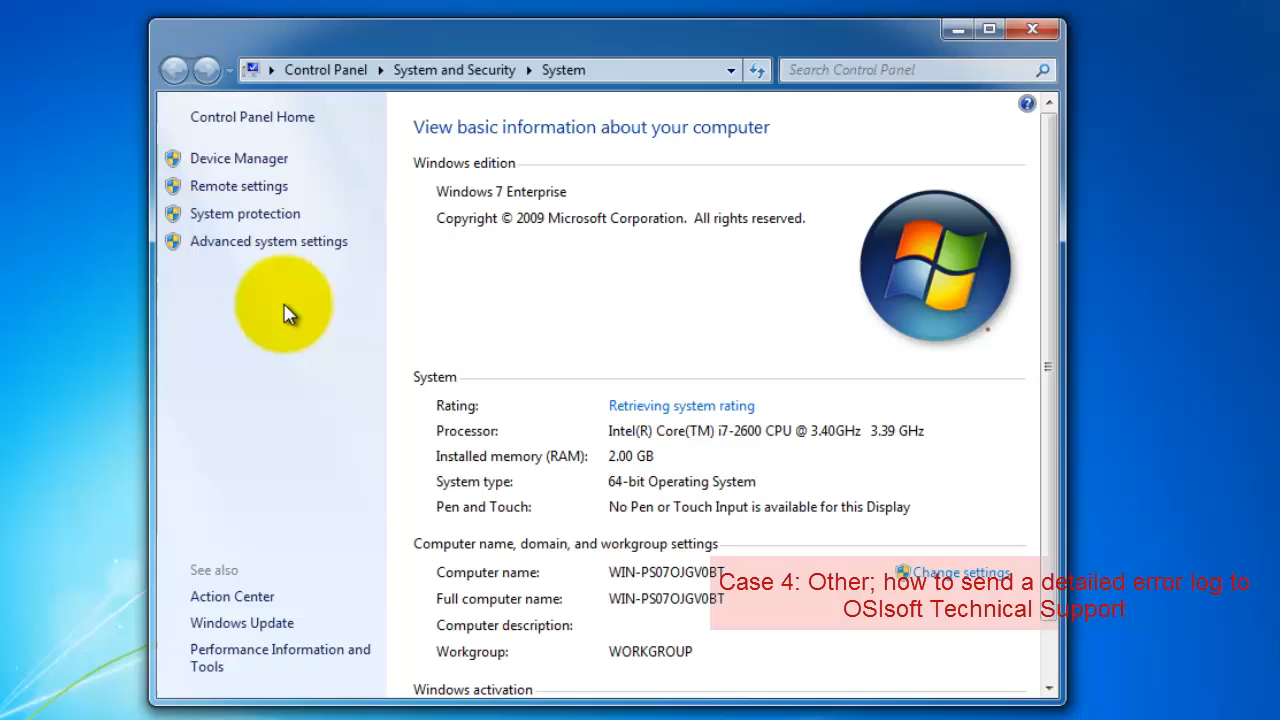 Control Panel System and Security System
Search Control Panel
Control Panel Home
Device Manager
Remote settings
System protection
Advanced system settings
See also
Action Center
Windows Update
Performance Information and
Tools
View basic information about your computer
Windows edition
Windows 7 Enterprise
Copyright © 2009 Microsoft Corporation. All rights reserved.
System
Rating: Retrieving system rating
Processor: Intel(R) Core(TM) i7-2600 CPU @ 3.40GHz 3.39 GHz
Installed memory (RAM): 2.00 GB
System type: 64-bit Operating System
Pen and Touch: No Pen or Touch Input is available for this Display
Computer name, domain, and workgroup settings
Computer name: WIN-PS07OJGV0BT Change settings
Full computer name: WIN-PS07OJGV0BT
Computer description:
Workgroup: WORKGROUP
Windows activation
Case 4: Other; how to send a detailed error log to
OSIsoft Technical Support